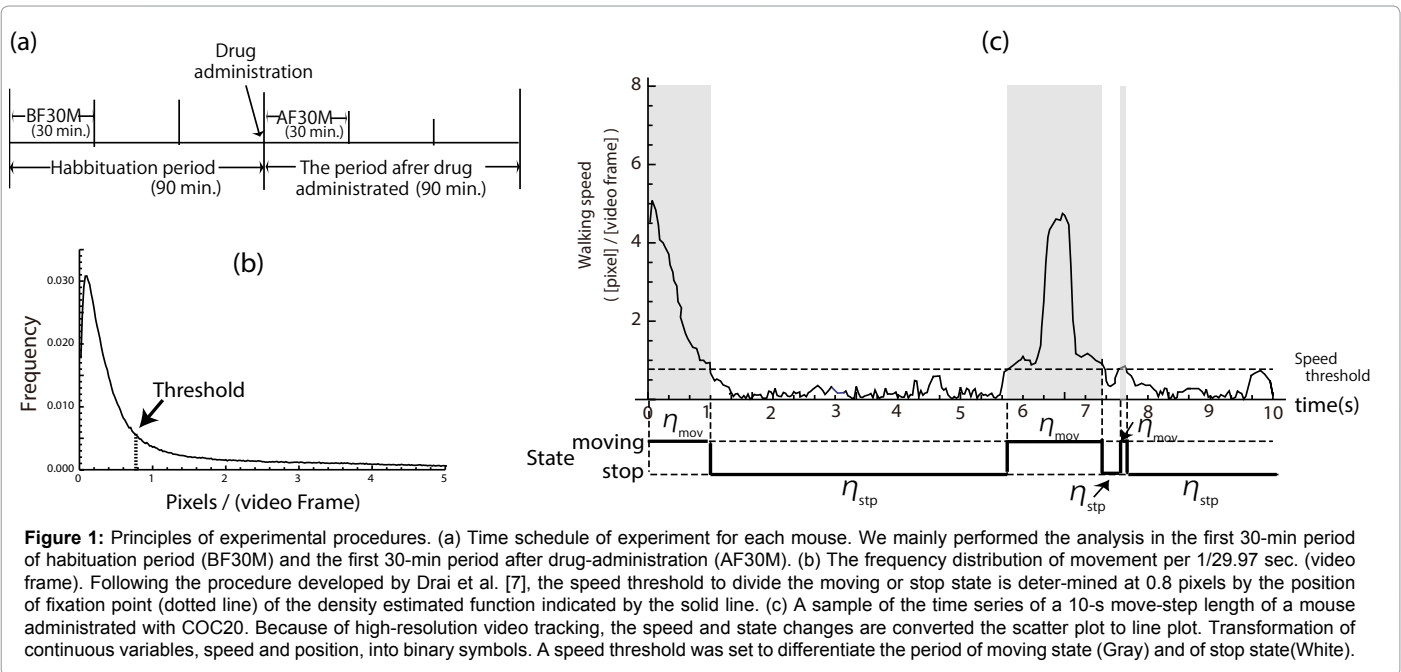 (a)
Drug
administration
BF30M
(30 min.)
AF30M
(30 min.)
Habbituation period
(90 min.)
The period afrer drug
administrated (90 min.)
(b)
Frequency
0.030
0.020
0.010
0.000
Threshold
0 1 2 3 4 5
Pixels / (video Frame)
(c)
Walking speed
( [pixel] / [video frame] )
8
6
4
2
Speed
threshold
0 1 2 3 4 5 6 7 8 9 10 time(s)
ηmov ηmov ηmov
State moving
stop
ηstp ηstp ηstp
Figure 1: Principles of experimental procedures. (a) Time schedule of experiment for each mouse. We mainly performed the analysis in the first 30-min period
of habituation period (BF30M) and the first 30-min period after drug-administration (AF30M). (b) The frequency distribution of movement per 1/29.97 sec. (video
frame). Following the procedure developed by Drai et al. [7], the speed threshold to divide the moving or stop state is deter-mined at 0.8 pixels by the position
of fixation point (dotted line) of the density estimated function indicated by the solid line. (c) A sample of the time series of a 10-s move-step length of a mouse
administrated with COC20. Because of high-resolution video tracking, the speed and state changes are converted the scatter plot to line plot. Transformation of
continuous variables, speed and position, into binary symbols. A speed threshold was set to differentiate the period of moving state (Gray) and of stop state(White).